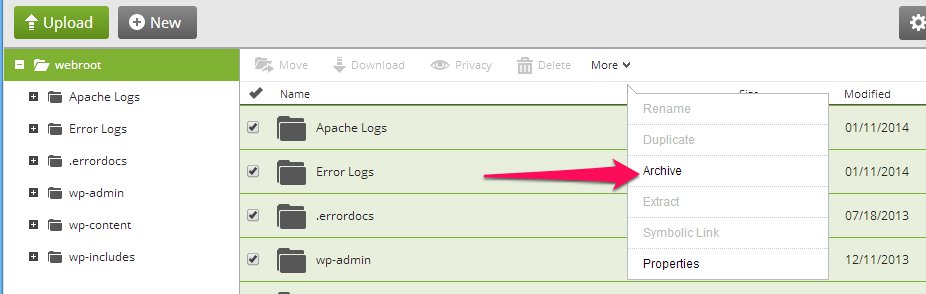 Upload New
webroot Move Download Privacy Delete More
Name Modified
Apache Logs
Error Logs
.errordocs
wp-admin
wp-content
wp-includes
Apache Logs 01/11/2014
Error Logs 01/11/2014
.errordocs 07/18/2013
wp-admin 12/11/2013
Rename
Duplicate
Archive
Extract
Symbolic Link
Properties